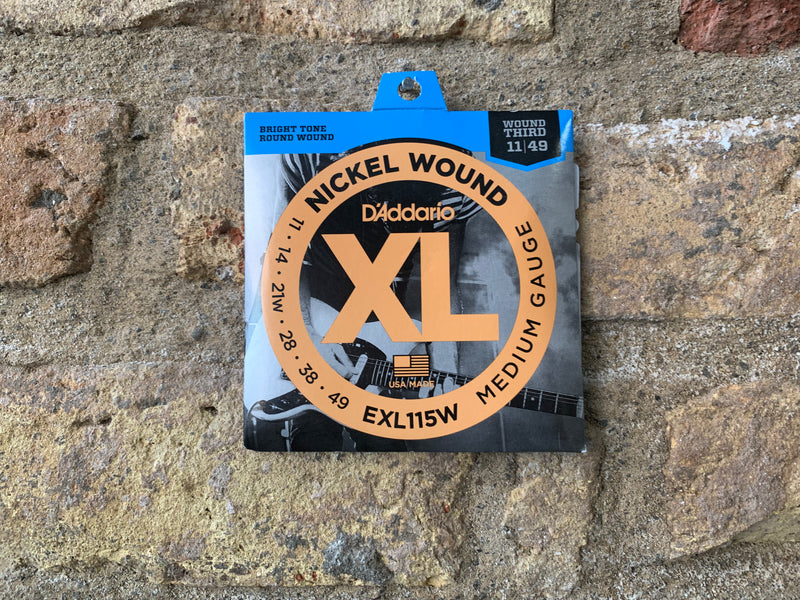 BRIGHT TONE
ROUND WOUND
WOUND
THIRD
11|49
NICKEL WOUND
D'Addario
XL
11 • 14 • 21W • 28 • 38 • 49
MEDIUM GAUGE
USA MADE
EXL115W